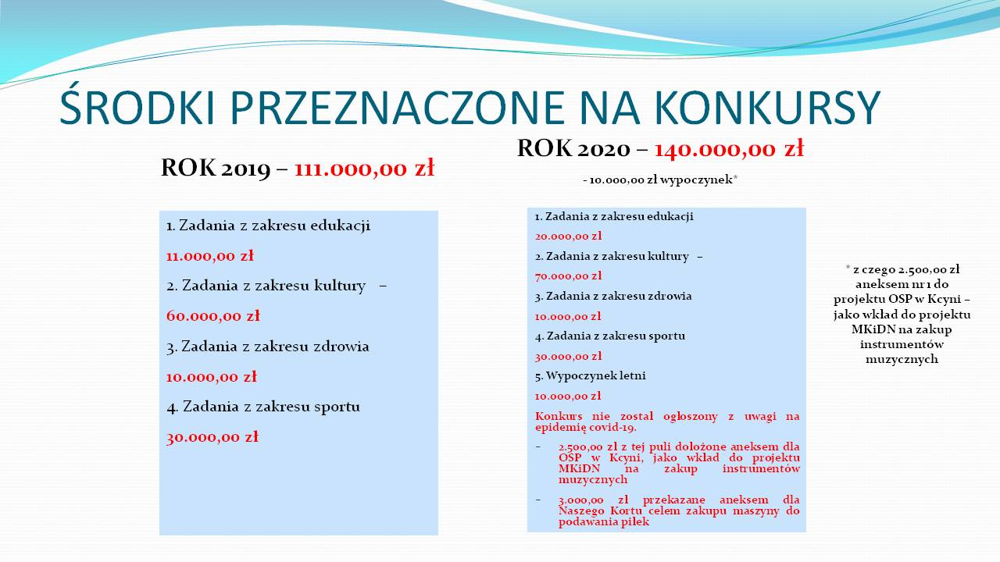 ŚRODKI PRZEZNACZONE NA KONKURSY
ROK 2019 – 111.000,00 zł
1. Zadania z zakresu edukacji
11.000,00 zł
2. Zadania z zakresu kultury –
60.000,00 zł
3. Zadania z zakresu zdrowia
10.000,00 zł
4. Zadania z zakresu sportu
30.000,00 zł
ROK 2020 – 140.000,00 zł
- 10.000,00 zł wypoczynek*
1. Zadania z zakresu edukacji
20.000,00 zł
2. Zadania z zakresu kultury –
70.000,00 zł
3. Zadania z zakresu zdrowia
10.000,00 zł
4. Zadania z zakresu sportu
30.000,00 zł
5. Wypoczynek letni
10.000,00 zł
Konkurs nie został ogłoszony z uwagi na
epidemię covid-19.
– 2.500,00 zł z tej puli dołożone aneksem dla
OSP w Kcyni, jako wkład do projektu
MKiDN na zakup instrumentów
muzycznych
– 3.000,00 zł przekazane aneksem dla
Naszego Kortu celem zakupu maszyny do
podawania piłek
* z czego 2.500,00 zł
aneksem nr 1 do
projektu OSP w Kcyni –
jako wkład do projektu
MKiDN na zakup
instrumentów
muzycznych